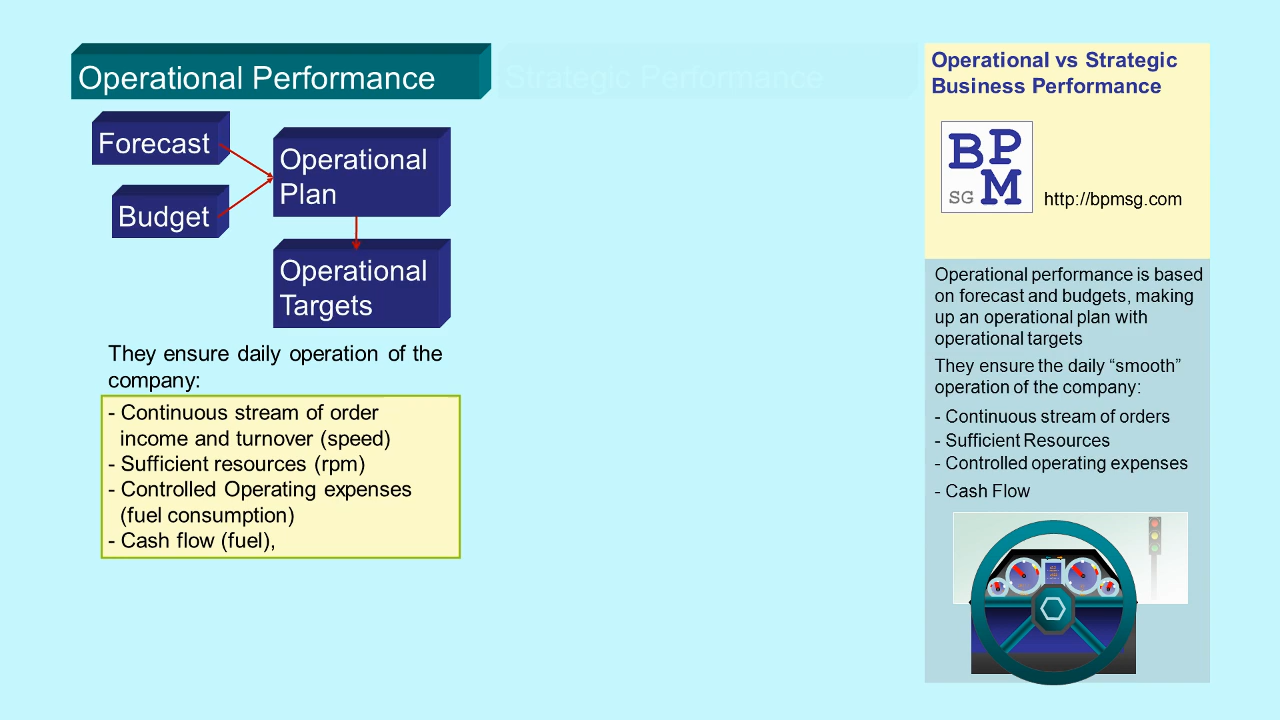 Operational Performance
Strategic Performance
Forecast
Budget
Operational
Plan
Operational
Targets
They ensure daily operation of the
company:
- Continuous stream of order
income and turnover (speed)
- Sufficient resources (rpm)
- Controlled Operating expenses
(fuel consumption)
- Cash flow (fuel),
Operational vs Strategic
Business Performance
BPM
SG
http://bpmsg.com
Operational performance is based
on forecast and budgets, making
up an operational plan with
operational targets
They ensure the daily “smooth”
operation of the company:
- Continuous stream of orders
- Sufficient Resources
- Controlled operating expenses
- Cash Flow